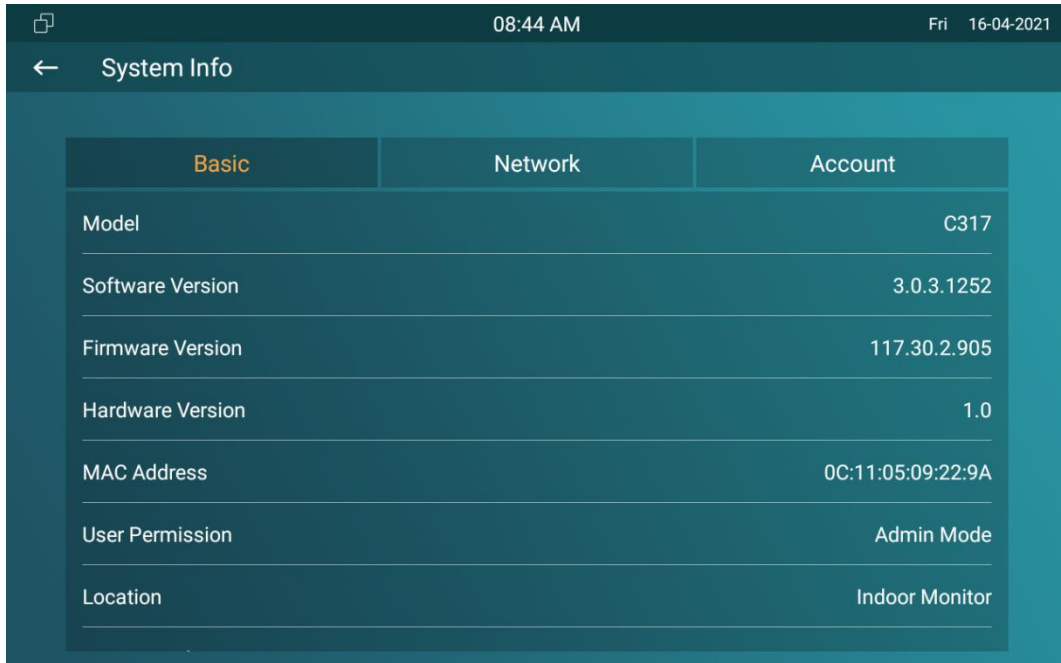 08:44 AM Fri 16-04-2021
System Info
Basic Network Account
Model C317
Software Version 3.0.3.1252
Firmware Version 117.30.2.905
Hardware Version 1.0
MAC Address 0C:11:05:09:22:9A
User Permission Admin Mode
Location Indoor Monitor